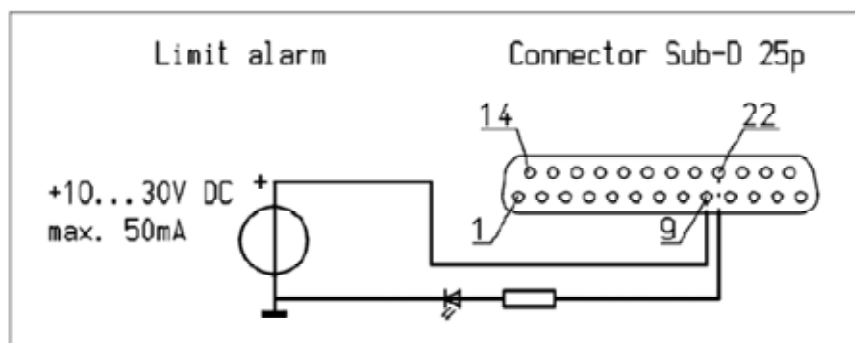 Limit alarm
Connector Sub-D 25p
14
22
+10...30V DC +
max. 50mA
1
9